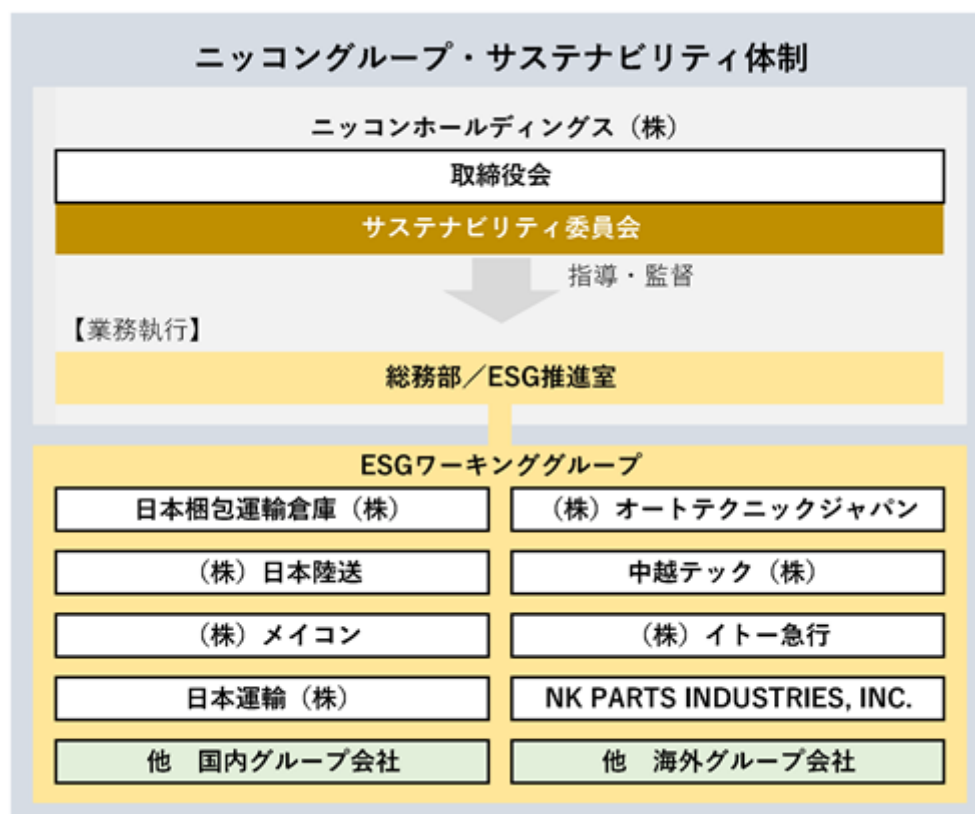 ニッコングループ・サステナビリティ体制
ニッコンホールディングス（株）
取締役会
サステナビリティ委員会
指導・監督
【業務執行】
総務部／ESG推進室
ESGワーキンググループ
日本梱包運輸倉庫（株）
（株）オートテクニックジャパン
（株）日本陸送
中越テック（株）
（株）メイコン
（株）イトー急行
日本運輸（株）
NK PARTS INDUSTRIES, INC.
他　国内グループ会社
他　海外グループ会社